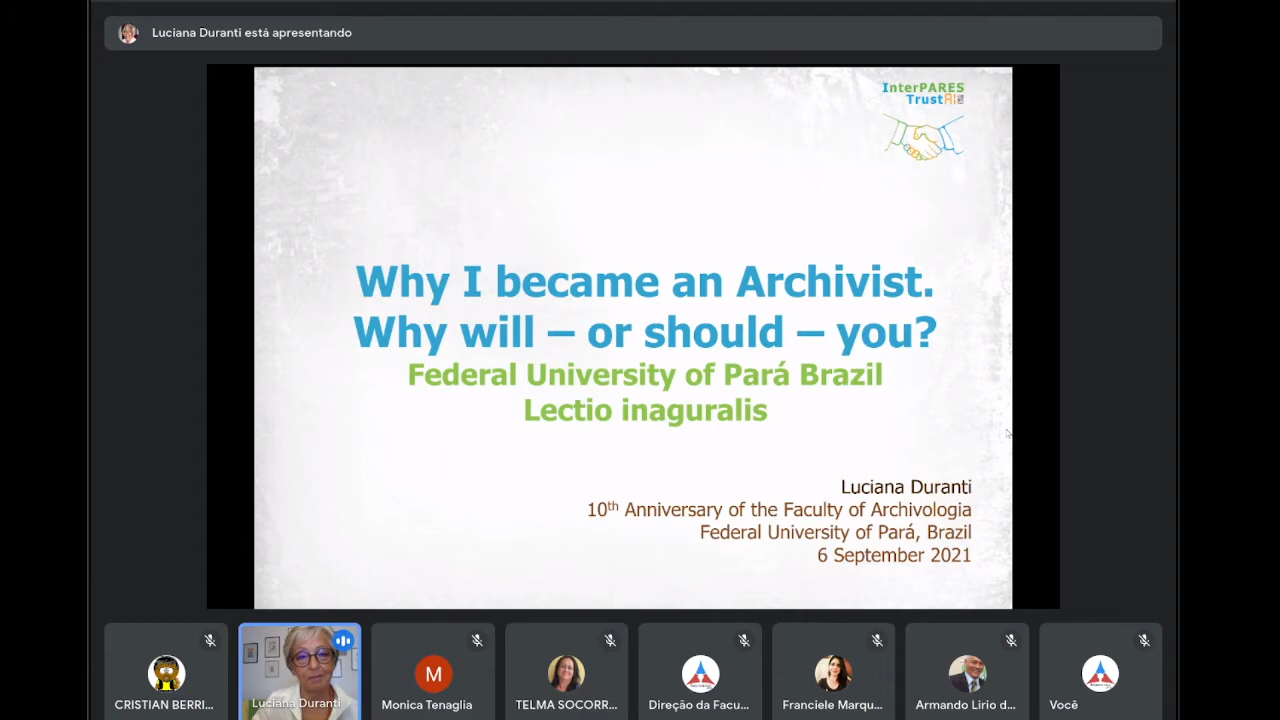 Luciana Duranti está apresentando
InterPARES
TrustAI
Why I became an Archivist.
Why will – or should – you?
Federal University of Pará Brazil
Lectio inaguralis
Luciana Duranti
10th Anniversary of the Faculty of Archivologia
Federal University of Pará, Brazil
6 September 2021
M
CRISTIAN BERRI...
Luciana Duranti
Monica Tenaglia
TELMA SOCORR...
Direção da Facu...
Franciele Marqu...
Armando Lirio d...
Você